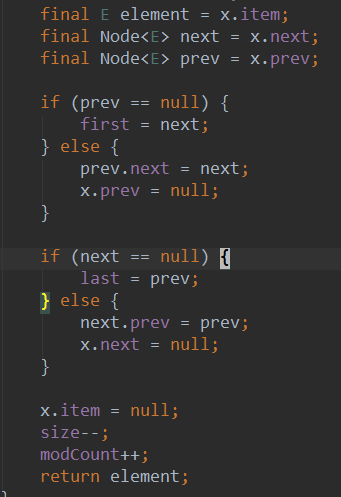 final E element = x.item;
final Node<E> next = x.next;
final Node<E> prev = x.prev;
if (prev == null) {
first = next;
} else {
prev.next = next;
x.prev = null;
}
if (next == null) {
last = prev;
} else {
next.prev = prev;
x.next = null;
}
x.item = null;
size--;
modCount++;
return element;
}